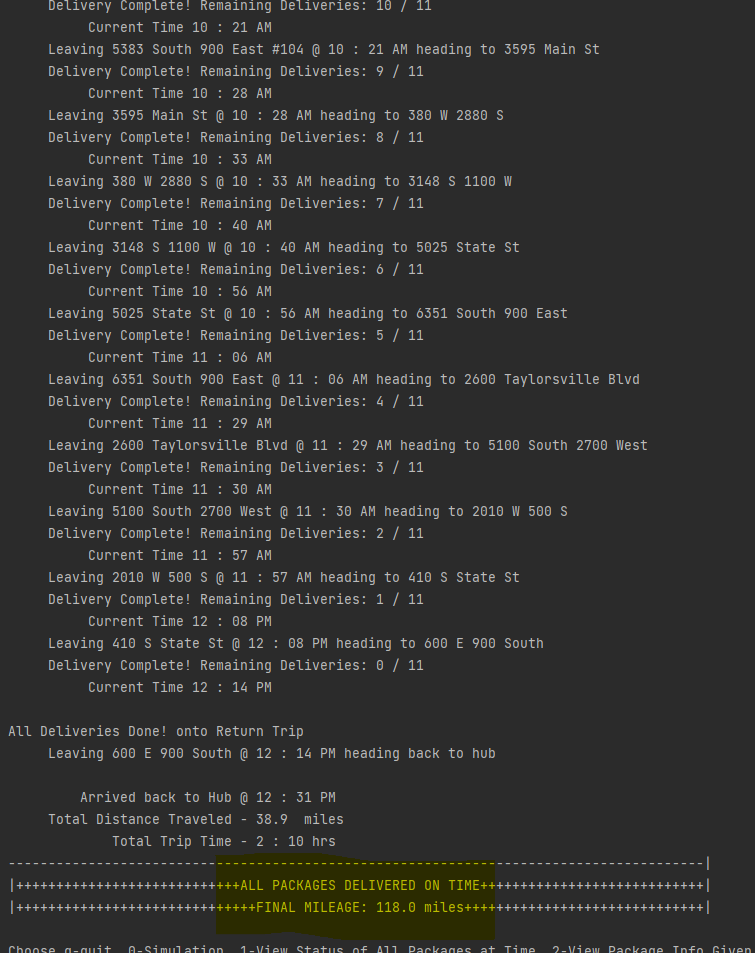 Delivery Complete! Remaining Deliveries: 10 / 11
Current Time 10 : 21 AM
Leaving 5383 South 900 East #104 @ 10 : 21 AM heading to 3595 Main St
Delivery Complete! Remaining Deliveries: 9 / 11
Current Time 10 : 28 AM
Leaving 3595 Main St @ 10 : 28 AM heading to 380 W 2880 S
Delivery Complete! Remaining Deliveries: 8 / 11
Current Time 10 : 33 AM
Leaving 380 W 2880 S @ 10 : 33 AM heading to 3148 S 1100 W
Delivery Complete! Remaining Deliveries: 7 / 11
Current Time 10 : 40 AM
Leaving 3148 S 1100 W @ 10 : 40 AM heading to 5025 State St
Delivery Complete! Remaining Deliveries: 6 / 11
Current Time 10 : 56 AM
Leaving 5025 State St @ 10 : 56 AM heading to 6351 South 900 East
Delivery Complete! Remaining Deliveries: 5 / 11
Current Time 11 : 06 AM
Leaving 6351 South 900 East @ 11 : 06 AM heading to 2600 Taylorsville Blvd
Delivery Complete! Remaining Deliveries: 4 / 11
Current Time 11 : 29 AM
Leaving 2600 Taylorsville Blvd @ 11 : 29 AM heading to 5100 South 2700 West
Delivery Complete! Remaining Deliveries: 3 / 11
Current Time 11 : 30 AM
Leaving 5100 South 2700 West @ 11 : 30 AM heading to 2010 W 500 S
Delivery Complete! Remaining Deliveries: 2 / 11
Current Time 11 : 57 AM
Leaving 2010 W 500 S @ 11 : 57 AM heading to 410 S State St
Delivery Complete! Remaining Deliveries: 1 / 11
Current Time 12 : 08 PM
Leaving 410 S State St @ 12 : 08 PM heading to 600 E 900 South
Delivery Complete! Remaining Deliveries: 0 / 11
Current Time 12 : 14 PM
All Deliveries Done! onto Return Trip
Leaving 600 E 900 South @ 12 : 14 PM heading back to hub
Arrived back to Hub @ 12 : 31 PM
Total Distance Traveled - 38.9  miles
Total Trip Time - 2 : 10 hrs
---------------------------------------------------------------------------------------|
|++++++++++++++++++++++++++++ALL PACKAGES DELIVERED ON TIME++++++++++++++++++++++++++++|
|++++++++++++++++++++++++++++++FINAL MILEAGE: 118.0 miles++++++++++++++++++++++++++++++|
Choose q-quit, 0-Simulation, 1-View Status of All Packages at Time, 2-View Package Info Given